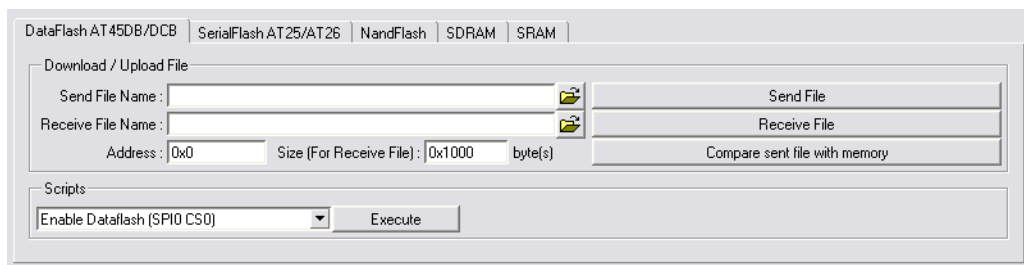 DataFlash AT45DB/DCB SerialFlash AT25/AT26 NandFlash SDRAM SRAM
Download / Upload File
Send File Name : Send File
Receive File Name : Receive File
Address : 0x0 Size (For Receive File) : 0x1000 byte(s) Compare sent file with memory
Scripts
Enable Dataflash (SPI0 CS0) Execute